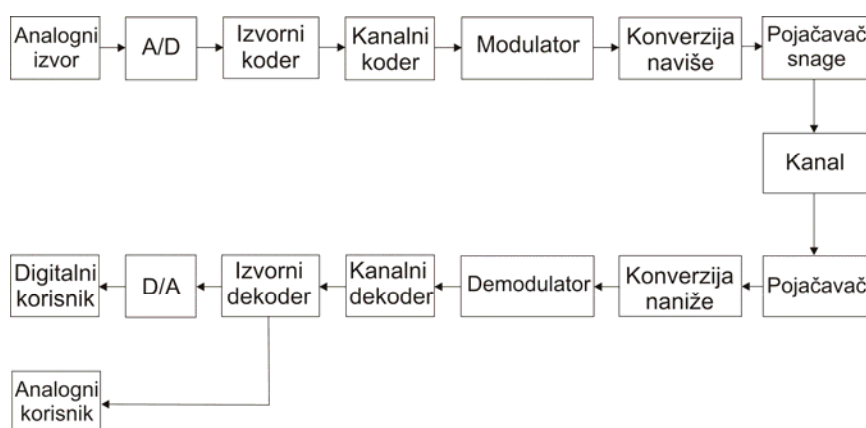 Analogni
izvor
A/D
Izvorni
koder
Kanalni
koder
Modulator
Konverzija
naviše
Pojačavač
snage
Kanal
Digitalni
korisnik
D/A
Izvorni
dekoder
Kanalni
dekoder
Demodulator
Konverzija
naniže
Pojačavač
Analogni
korisnik